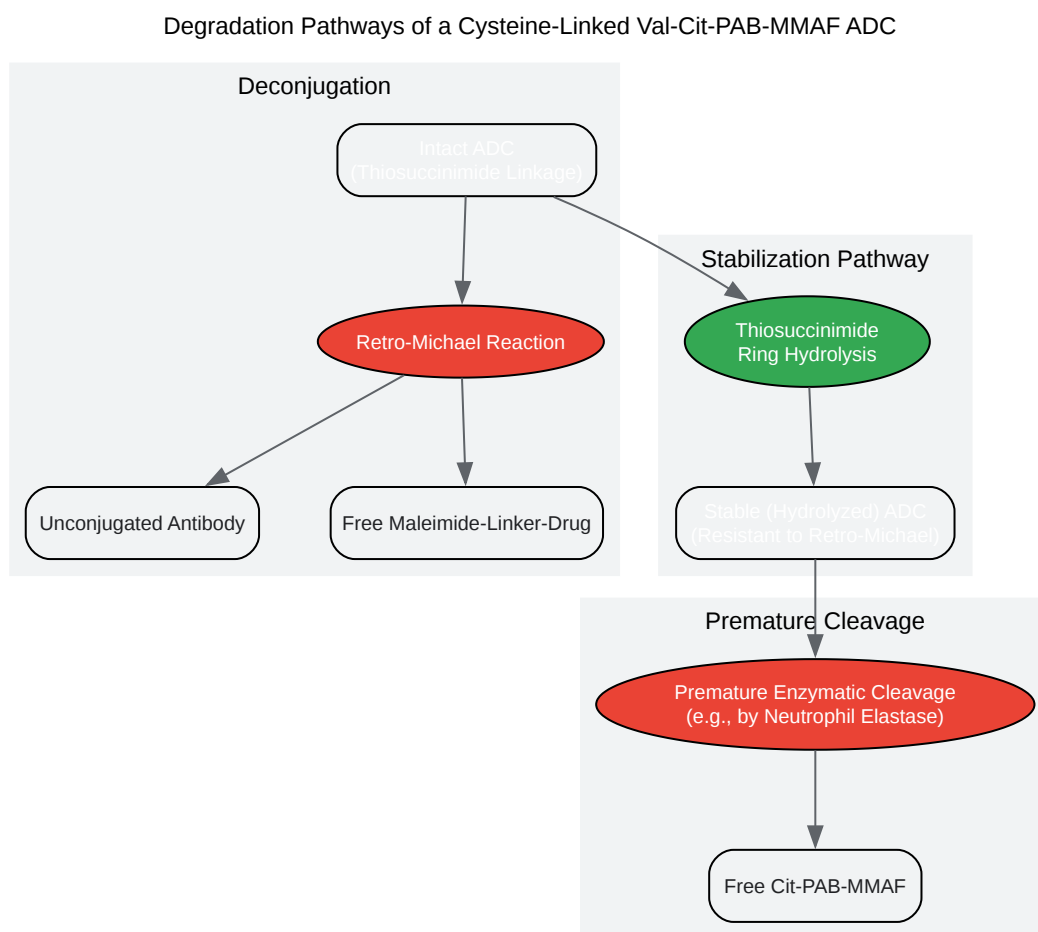 Degradation Pathways of a Cysteine-Linked Val-Cit-PAB-MMAF ADC
Deconjugation
Intact ADC
(Thiosuccinimide Linkage)
Stabilization Pathway
Retro-Michael Reaction
Thiosuccinimide
Ring Hydrolysis
Unconjugated Antibody
Free Maleimide-Linker-Drug
Stable (Hydrolyzed) ADC
(Resistant to Retro-Michael)
Premature Cleavage
Premature Enzymatic Cleavage
(e.g., by Neutrophil Elastase)
Free Cit-PAB-MMAF